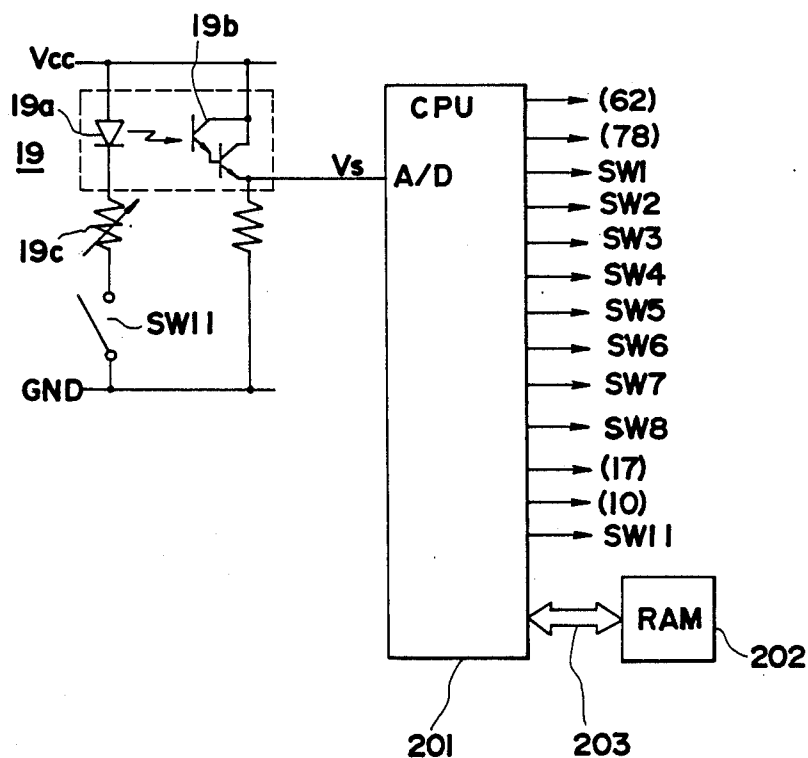 19b
Vcc
19a
CPU
(62)
(78)
19
Vs
A/D
SW1
SW2
SW3
19c
SW4
SW11
SW5
SW6
GND
SW7
SW8
(17)
(10)
SW11
RAM
202
201
203